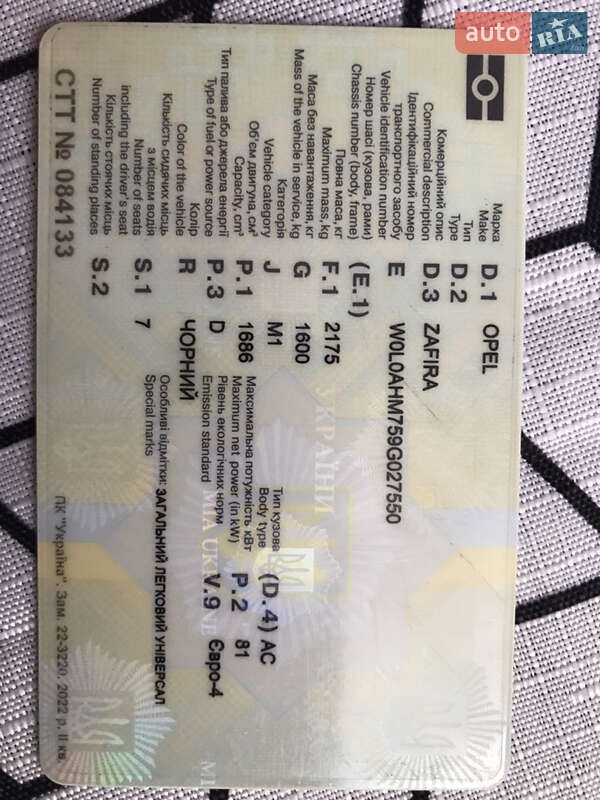 auto RIA .com
Марка
Make D.1 OPEL
Тип
Type D.2
Комерційний опис
Commercial description D.3 ZAFIRA
Ідентифікаційний номер
транспортного засобу
Vehicle identification number E W0L0AHM759G027550
Номер шасі (кузова, рами)
Chassis number (body, frame) (E.1)
Повна маса, кг
Maximum mass, kg F.1 2175
Маса без навантаження, кг
Mass of the vehicle in service, kg G 1600
Категорія
Vehicle category J M1
Тип кузова
Body type (D.4) AC
Об'єм двигуна, см³
Capacity, cm³ P.1 1686
Максимальна потужність кВт
Maximum net power (in kW) P.2 81
Тип палива або джерела енергії
Type of fuel or power source P.3 D
Рівень екологічних норм
Emission standard V.9 Євро-4
Колір
Color of the vehicle R ЧОРНИЙ
Кількість сидячих місць
з місцем водія
Number of seats
including the driver's seat S.1 7
Особливі відмітки: ЗАГАЛЬНИЙ ЛЕГКОВИЙ УНІВЕРСАЛ
Special marks
Кількість стоячих місць
Number of standing places S.2
СТТ № 084133
ПК "Україна". Зам. 22-3220, 2022 р. ІІ кв.